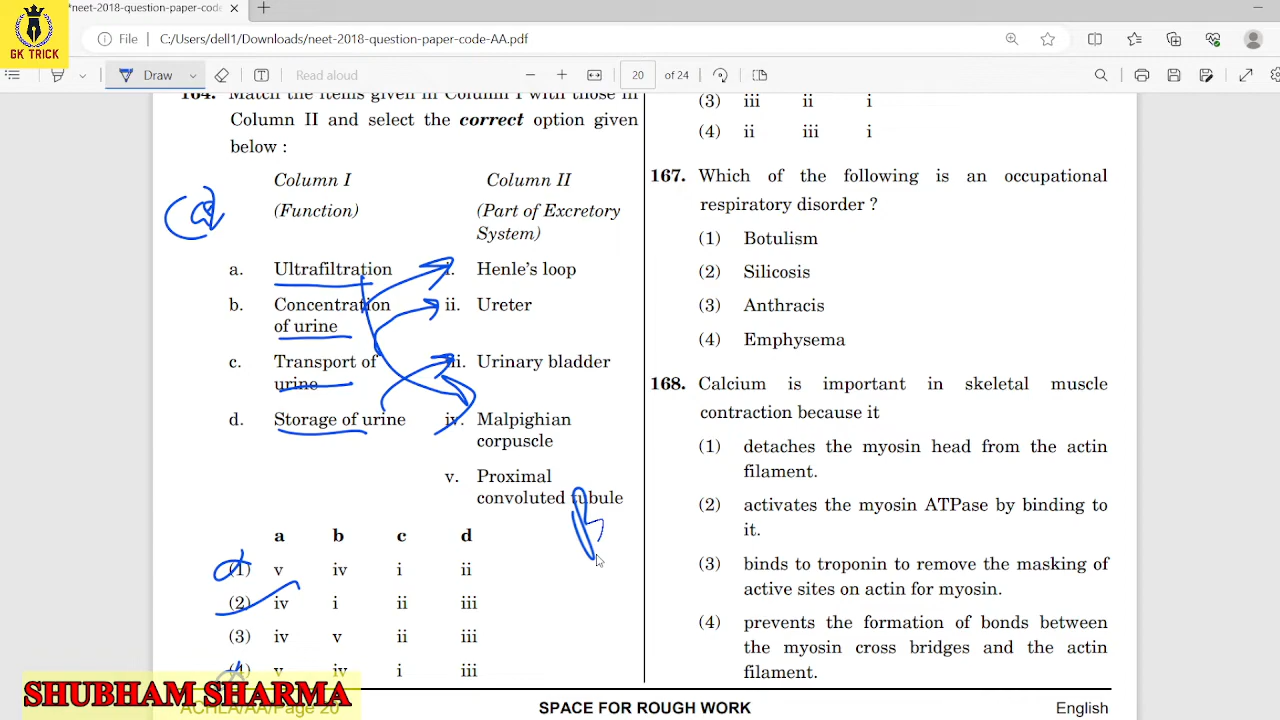 neet-2018-question-paper-code-
GK TRICK
File
C:/Users/dell1/Downloads/neet-2018-question-paper-code-AA.pdf
Draw
Read aloud
20
of 24
164. Match the items given in Column I with those in
Column II and select the correct option given
below :
Column I
Column II
(Function)
(Part of Excretory
System)
a. Ultrafiltration
i. Henle's loop
b. Concentration
of urine
ii. Ureter
c. Transport of
urine
iii. Urinary bladder
d. Storage of urine
iv. Malpighian
corpuscle
v. Proximal
convoluted tubule
a b c d
(1) v iv i ii
(2) iv i ii iii
(3) iv v ii iii
(4) v iv i iii
SHUBHAM SHARMA
ACHLA/AA/Page 20
(3) iii ii i
(4) ii iii i
167. Which of the following is an occupational
respiratory disorder ?
(1) Botulism
(2) Silicosis
(3) Anthracis
(4) Emphysema
168. Calcium is important in skeletal muscle
contraction because it
(1) detaches the myosin head from the actin
filament.
(2) activates the myosin ATPase by binding to
it.
(3) binds to troponin to remove the masking of
active sites on actin for myosin.
(4) prevents the formation of bonds between
the myosin cross bridges and the actin
filament.
SPACE FOR ROUGH WORK
English